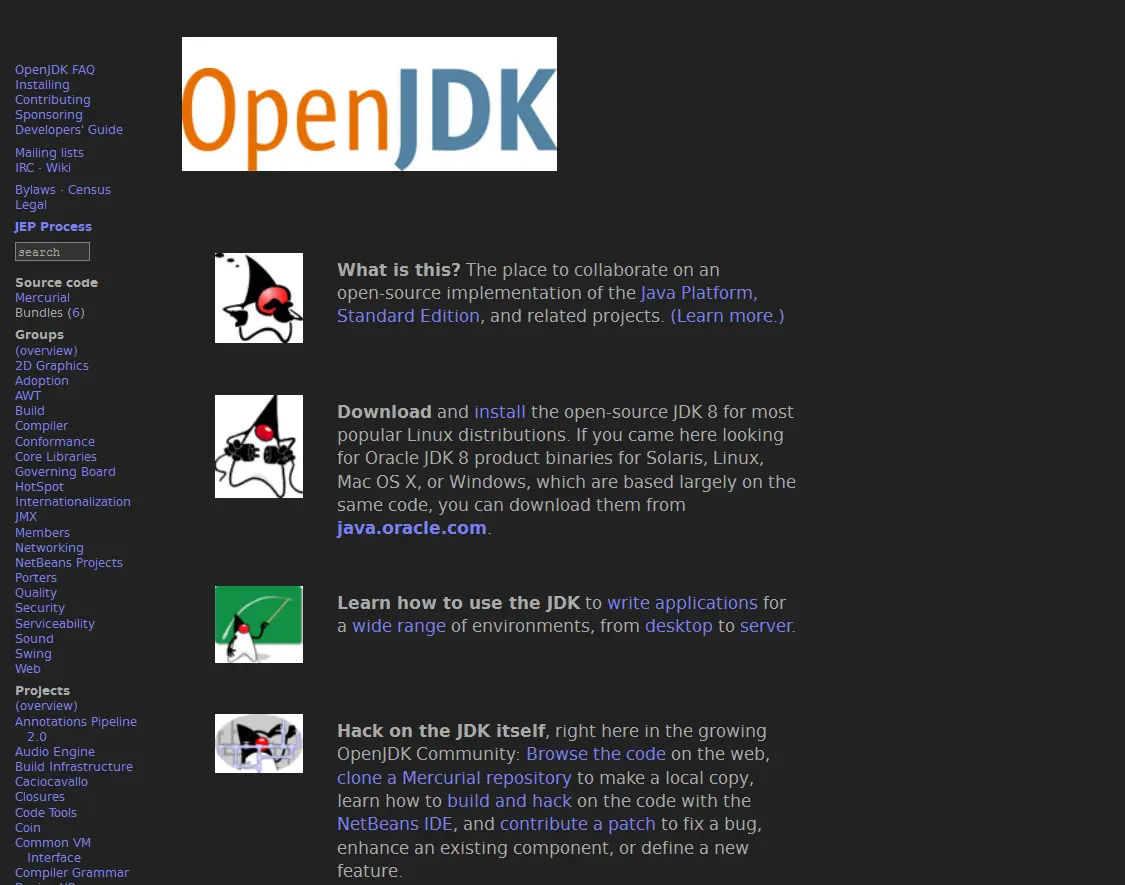 OpenJDK FAQ
Installing
Contributing
Sponsoring
Developers' Guide
Mailing lists
IRC · Wiki
Bylaws · Census
Legal
JEP Process
search
Source code
Mercurial
Bundles (6)
Groups
(overview)
2D Graphics
Adoption
AWT
Build
Compiler
Conformance
Core Libraries
Governing Board
HotSpot
Internationalization
JMX
Members
Networking
NetBeans Projects
Porters
Quality
Security
Serviceability
Sound
Swing
Web
Projects
(overview)
Annotations Pipeline
2.0
Audio Engine
Build Infrastructure
Caciocavallo
Closures
Code Tools
Coin
Common VM
Interface
Compiler Grammar
OpenJDK
What is this? The place to collaborate on an
open-source implementation of the Java Platform,
Standard Edition, and related projects. (Learn more.)
Download and install the open-source JDK 8 for most
popular Linux distributions. If you came here looking
for Oracle JDK 8 product binaries for Solaris, Linux,
Mac OS X, or Windows, which are based largely on the
same code, you can download them from
java.oracle.com.
Learn how to use the JDK to write applications for
a wide range of environments, from desktop to server.
Hack on the JDK itself, right here in the growing
OpenJDK Community: Browse the code on the web,
clone a Mercurial repository to make a local copy,
learn how to build and hack on the code with the
NetBeans IDE, and contribute a patch to fix a bug,
enhance an existing component, or define a new
feature.